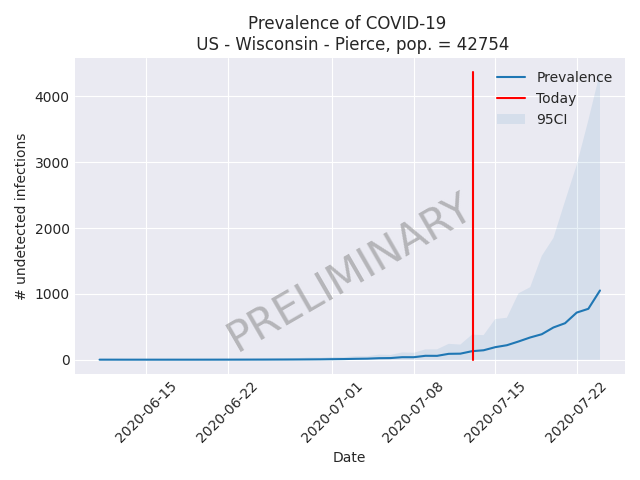 Prevalence of COVID-19
US - Wisconsin - Pierce, pop. = 42754
Prevalence
Today
95CI
4000
3000
2000
1000
0
# undetected infections
PRELIMINARY
2020-06-15
2020-06-22
2020-07-01
2020-07-08
2020-07-15
2020-07-22
Date